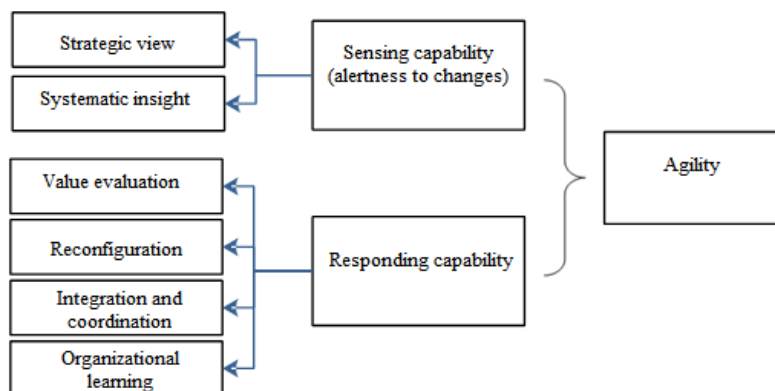 Strategic view
Systematic insight
Value evaluation
Reconfiguration
Integration and
coordination
Organizational
learning
Sensing capability
(alertness to changes)
Responding capability
Agility